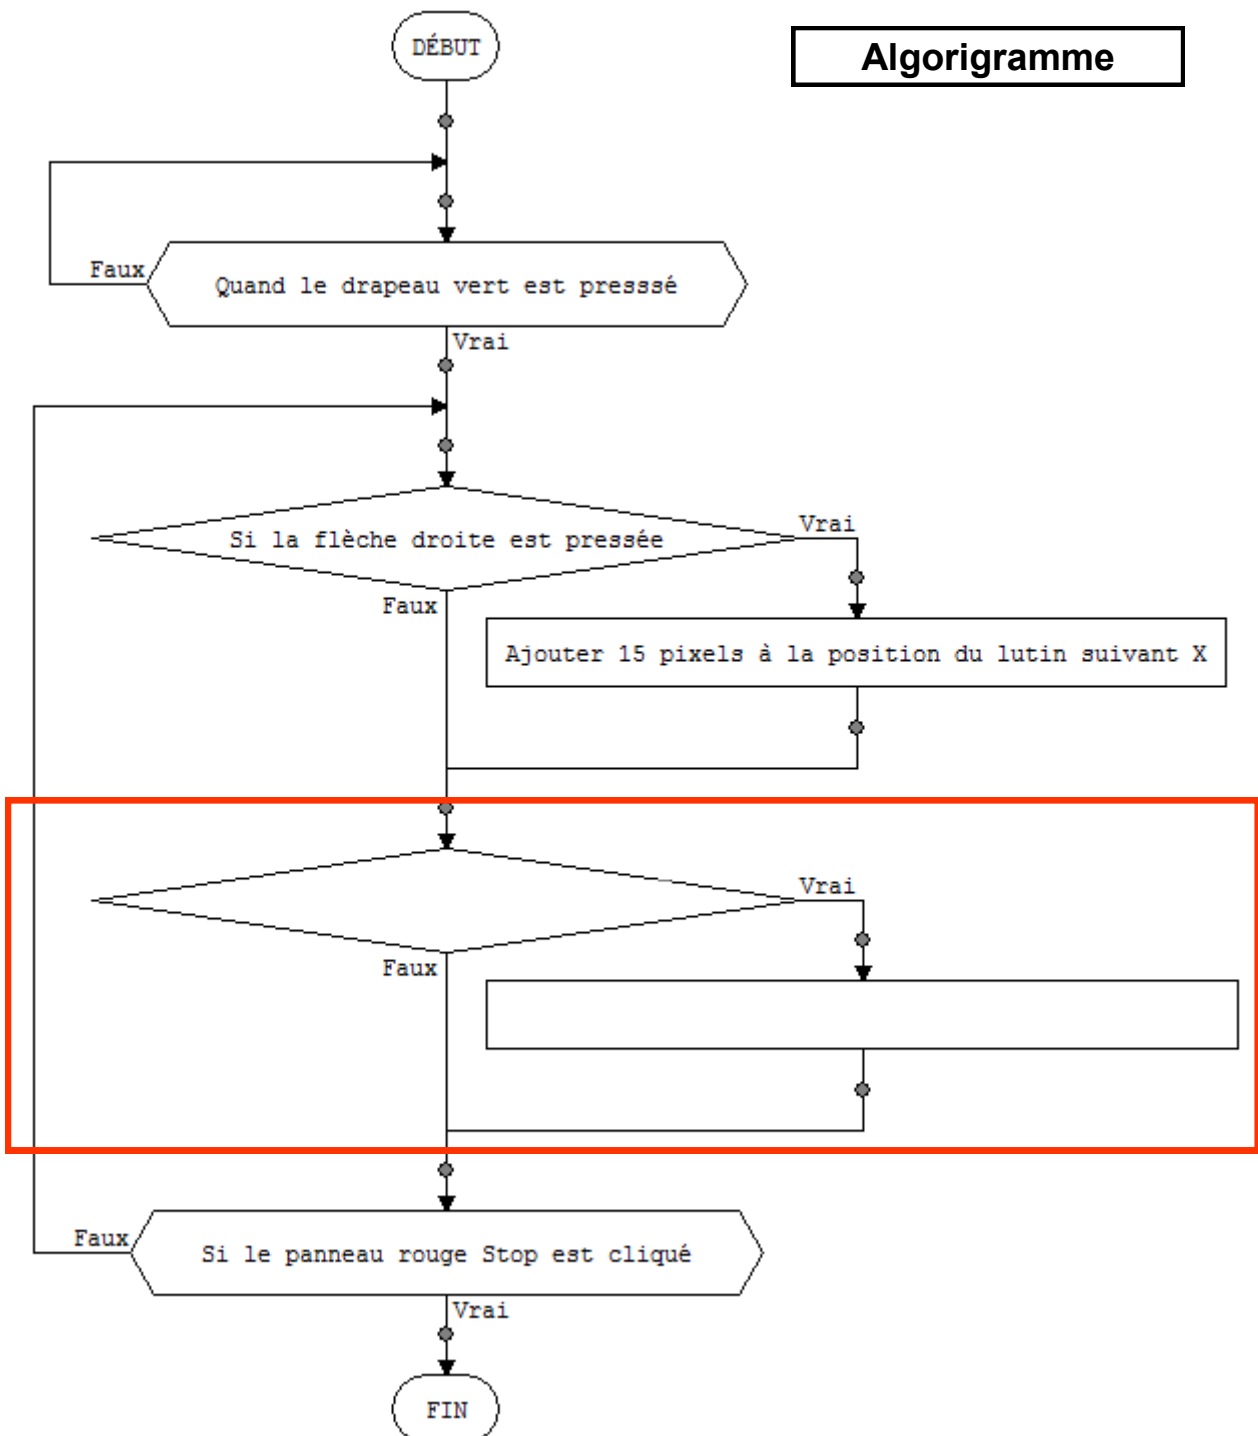 DÉBUT
Algorigramme
Faux
Quand le drapeau vert est presssé
Vrai
Vrai
Si la flèche droite est pressée
Faux
Ajouter 15 pixels à la position du lutin suivant X
Vrai
Faux
Faux
Si le panneau rouge Stop est cliqué
Vrai
FIN